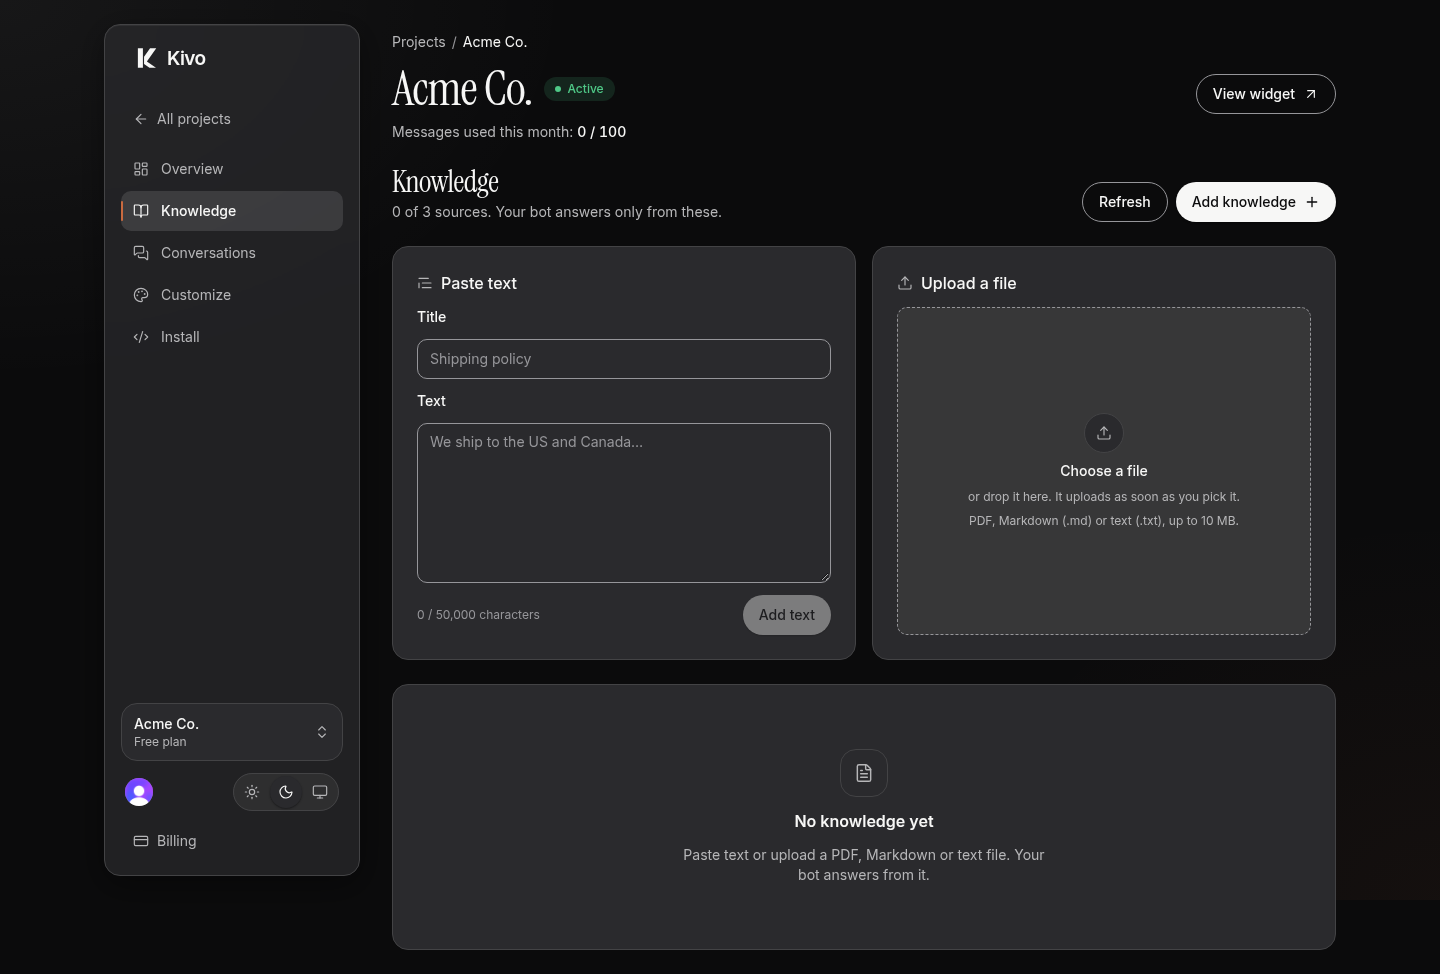 Kivo
All projects
Overview
Knowledge
Conversations
Customize
Install
Acme Co.
Free plan
Billing
Projects / Acme Co.
Acme Co.
Active
Messages used this month: 0 / 100
View widget
Knowledge
0 of 3 sources. Your bot answers only from these.
Refresh
Add knowledge
Paste text
Title
Shipping policy
Text
We ship to the US and Canada...
0 / 50,000 characters
Add text
Upload a file
Choose a file
or drop it here. It uploads as soon as you pick it.
PDF, Markdown (.md) or text (.txt), up to 10 MB.
No knowledge yet
Paste text or upload a PDF, Markdown or text file. Your
bot answers from it.